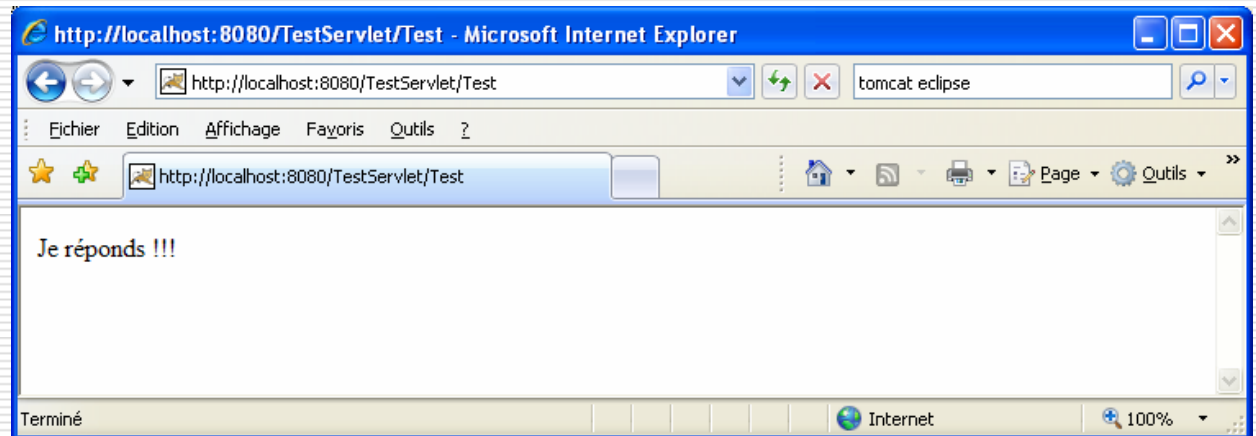 http://localhost:8080/TestServlet/Test - Microsoft Internet Explorer
http://localhost:8080/TestServlet/Test tomcat eclipse
Fichier Edition Affichage Favoris Outils ?
http://localhost:8080/TestServlet/Test Page Outils »
Je réponds !!!
Terminé Internet 100%